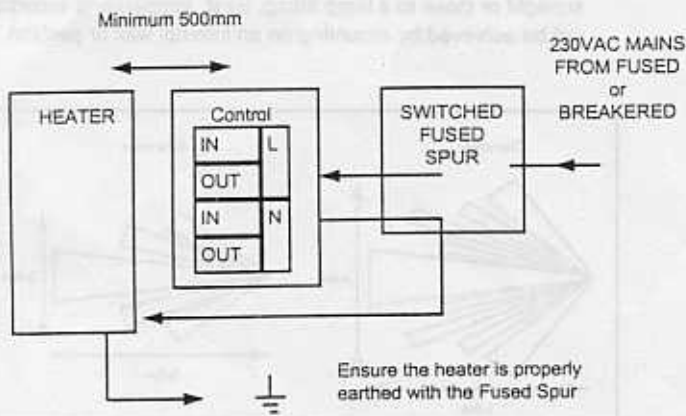 Minimum 500mm
230VAC MAINS
FROM FUSED
or
BREAKERED
HEATER
Control
IN L
OUT
IN N
OUT
SWITCHED
FUSED
SPUR
Ensure the heater is properly
earthed with the Fused Spur